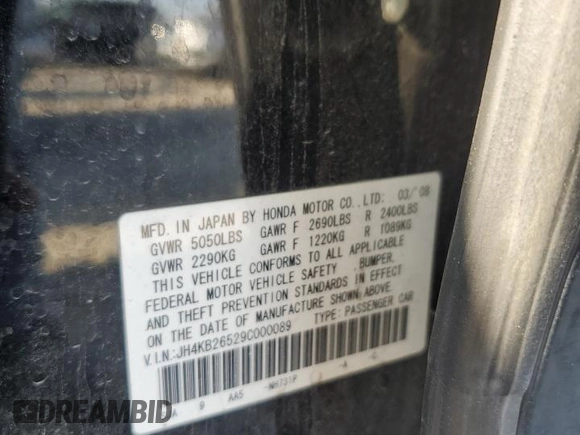 MFD. IN JAPAN BY HONDA MOTOR CO., LTD. 03/'08
GVWR 5050LBS GAWR F 2690LBS R 2400LBS
GVWR 2290KG GAWR F 1220KG R 1089KG
THIS VEHICLE CONFORMS TO ALL APPLICABLE
FEDERAL MOTOR VEHICLE SAFETY, BUMPER,
AND THEFT PREVENTION STANDARDS IN EFFECT
ON THE DATE OF MANUFACTURE SHOWN ABOVE.
V.I.N.:JH4KB26529C000089 TYPE: PASSENGER CAR
A 9 AA5 -NH731P
DREAMBID